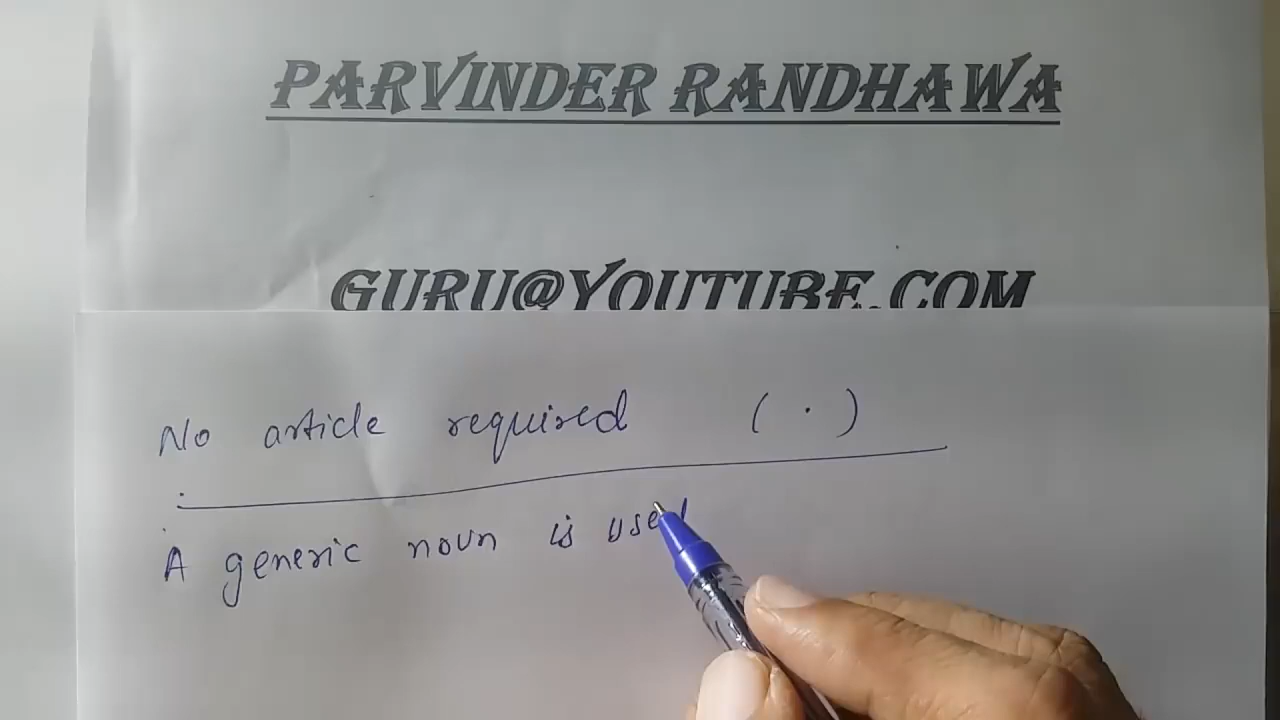 PARVINDER RANDHAWA
GURU@YOUTUBE.COM
No article required ( . )
A generic noun is used